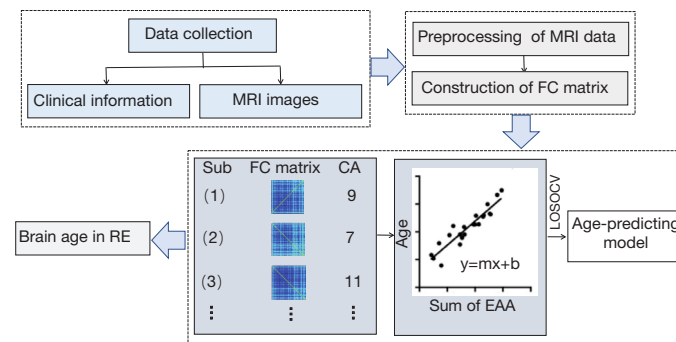 Data collection
Clinical information
MRI images
Preprocessing of MRI data
Construction of FC matrix
Sub FC matrix CA
(1) 9
(2) 7
(3) 11
⋮ ⋮ ⋮
Age
y=mx+b
Sum of EAA
LOSOCV
Age-predicting
model
Brain age in RE